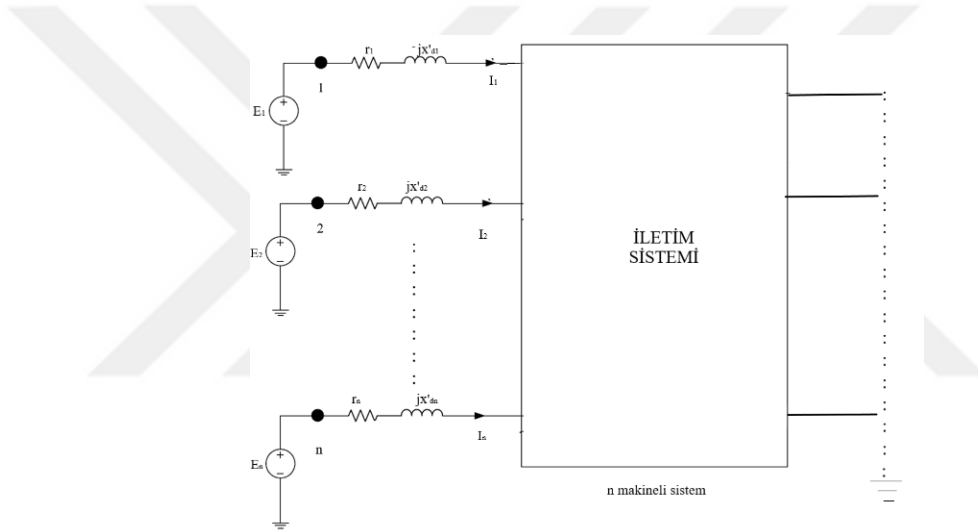 r₁
jx'd₁
1
I₁
E₁
r₂
jx'd₂
2
I₂
E₂
İLETİM
SİSTEMİ
rₙ
jx'dₙ
n
Iₙ
Eₙ
n makineli sistem